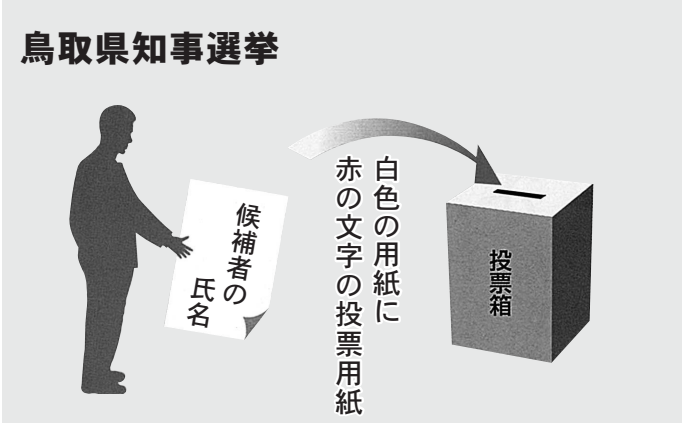 鳥取県知事選挙
候補者の
氏名
白色の用紙に
赤の文字の投票用紙
投票箱